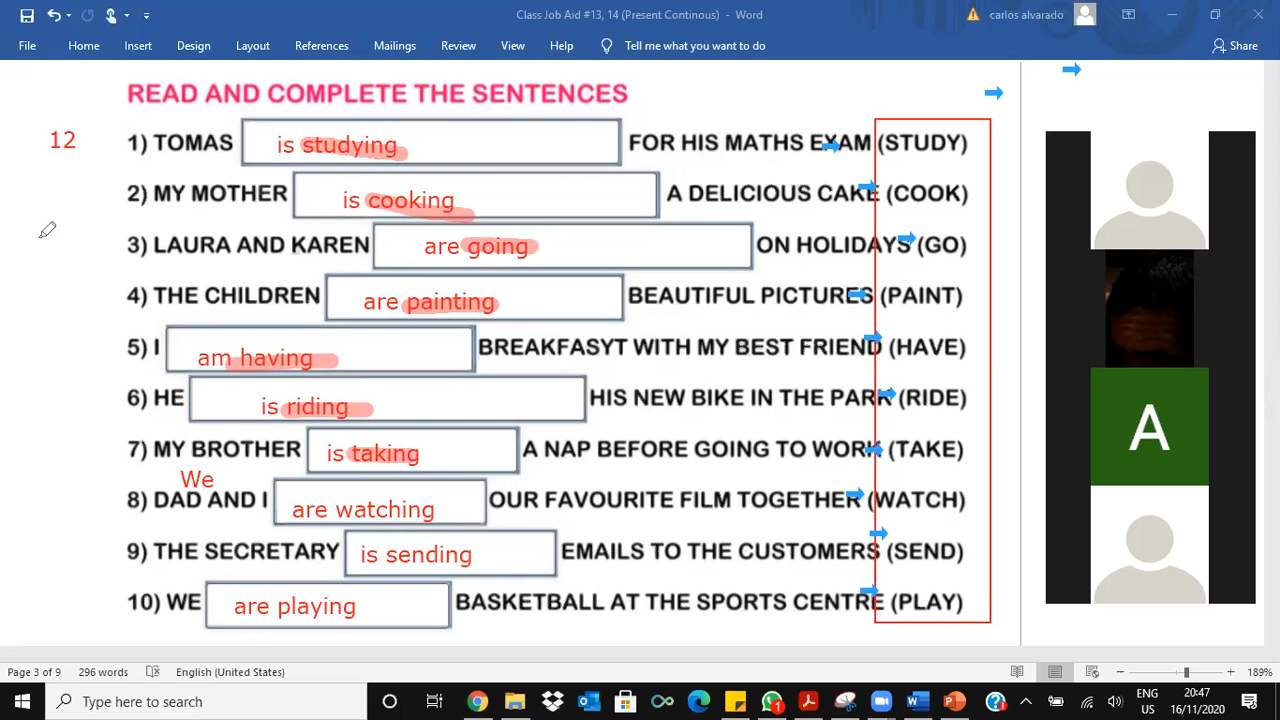 Class Job Aid #13, 14 (Present Continous) - Word
carlos alvarado
File Home Insert Design Layout References Mailings Review View Help Tell me what you want to do Share
READ AND COMPLETE THE SENTENCES
12
1) TOMAS is studying FOR HIS MATHS EXAM (STUDY)
2) MY MOTHER is cooking A DELICIOUS CAKE (COOK)
3) LAURA AND KAREN are going ON HOLIDAYS (GO)
4) THE CHILDREN are painting BEAUTIFUL PICTURES (PAINT)
5) I am having BREAKFASYT WITH MY BEST FRIEND (HAVE)
6) HE is riding HIS NEW BIKE IN THE PARK (RIDE)
7) MY BROTHER is taking A NAP BEFORE GOING TO WORK (TAKE)
We
8) DAD AND I are watching OUR FAVOURITE FILM TOGETHER (WATCH)
9) THE SECRETARY is sending EMAILS TO THE CUSTOMERS (SEND)
10) WE are playing BASKETBALL AT THE SPORTS CENTRE (PLAY)
A
Page 3 of 9 296 words English (United States) 189%
Type here to search
1
ENG 20:47
US 16/11/2020